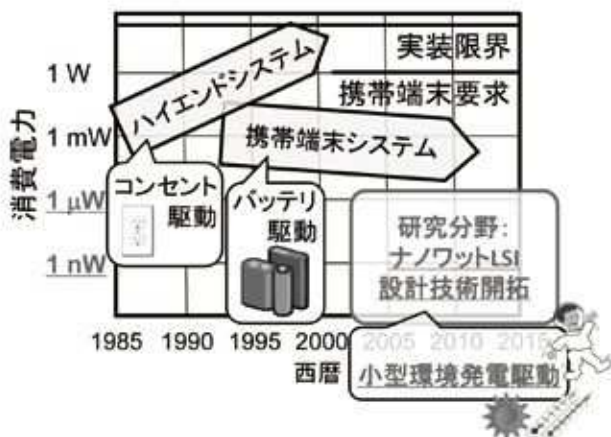 実装限界
1 W
ハイエンドシステム
携帯端末要求
1 mW
携帯端末システム
消費電力
コンセント
駆動
バッテリ
駆動
1 μW
研究分野:
ナノワットLSI
設計技術開拓
1 nW
1985 1990 1995 2000 2005 2010 2015
西暦
小型環境発電駆動